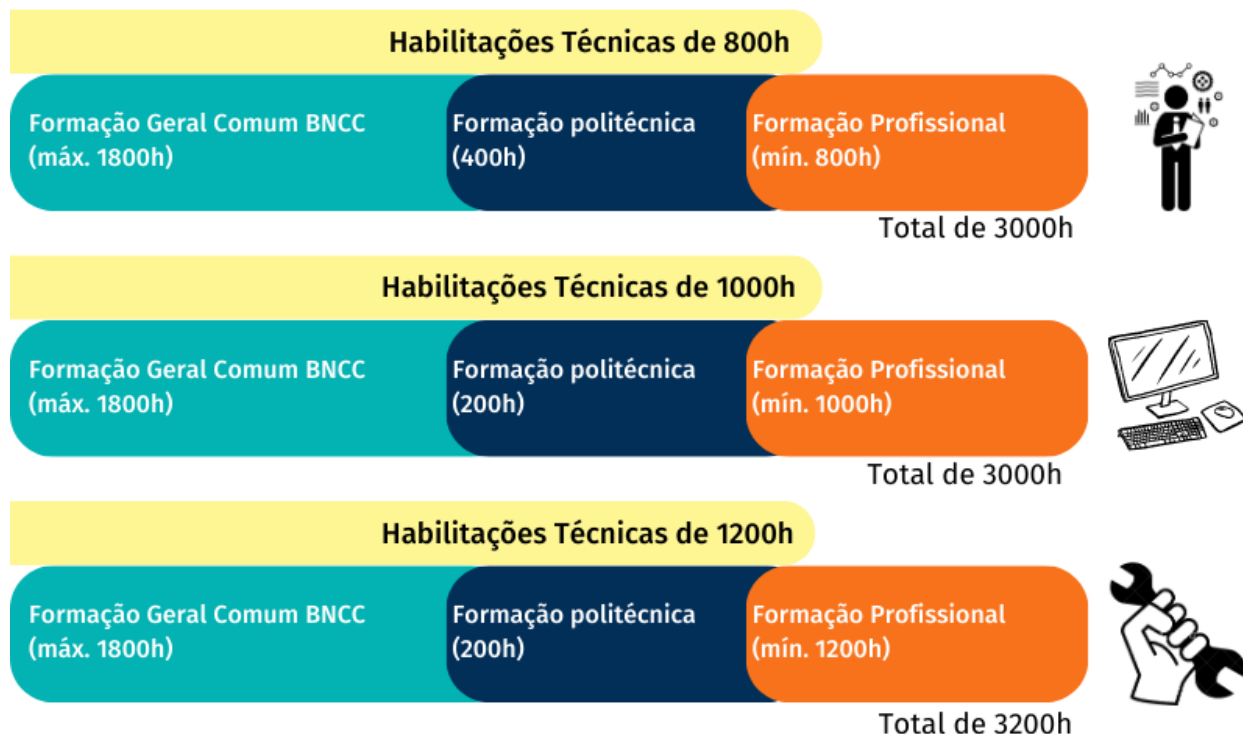 Habilitações Técnicas de 800h
Formação Geral Comum BNCC
(máx. 1800h)
Formação politécnica
(400h)
Formação Profissional
(mín. 800h)
Total de 3000h
Habilitações Técnicas de 1000h
Formação Geral Comum BNCC
(máx. 1800h)
Formação politécnica
(200h)
Formação Profissional
(mín. 1000h)
Total de 3000h
Habilitações Técnicas de 1200h
Formação Geral Comum BNCC
(máx. 1800h)
Formação politécnica
(200h)
Formação Profissional
(mín. 1200h)
Total de 3200h